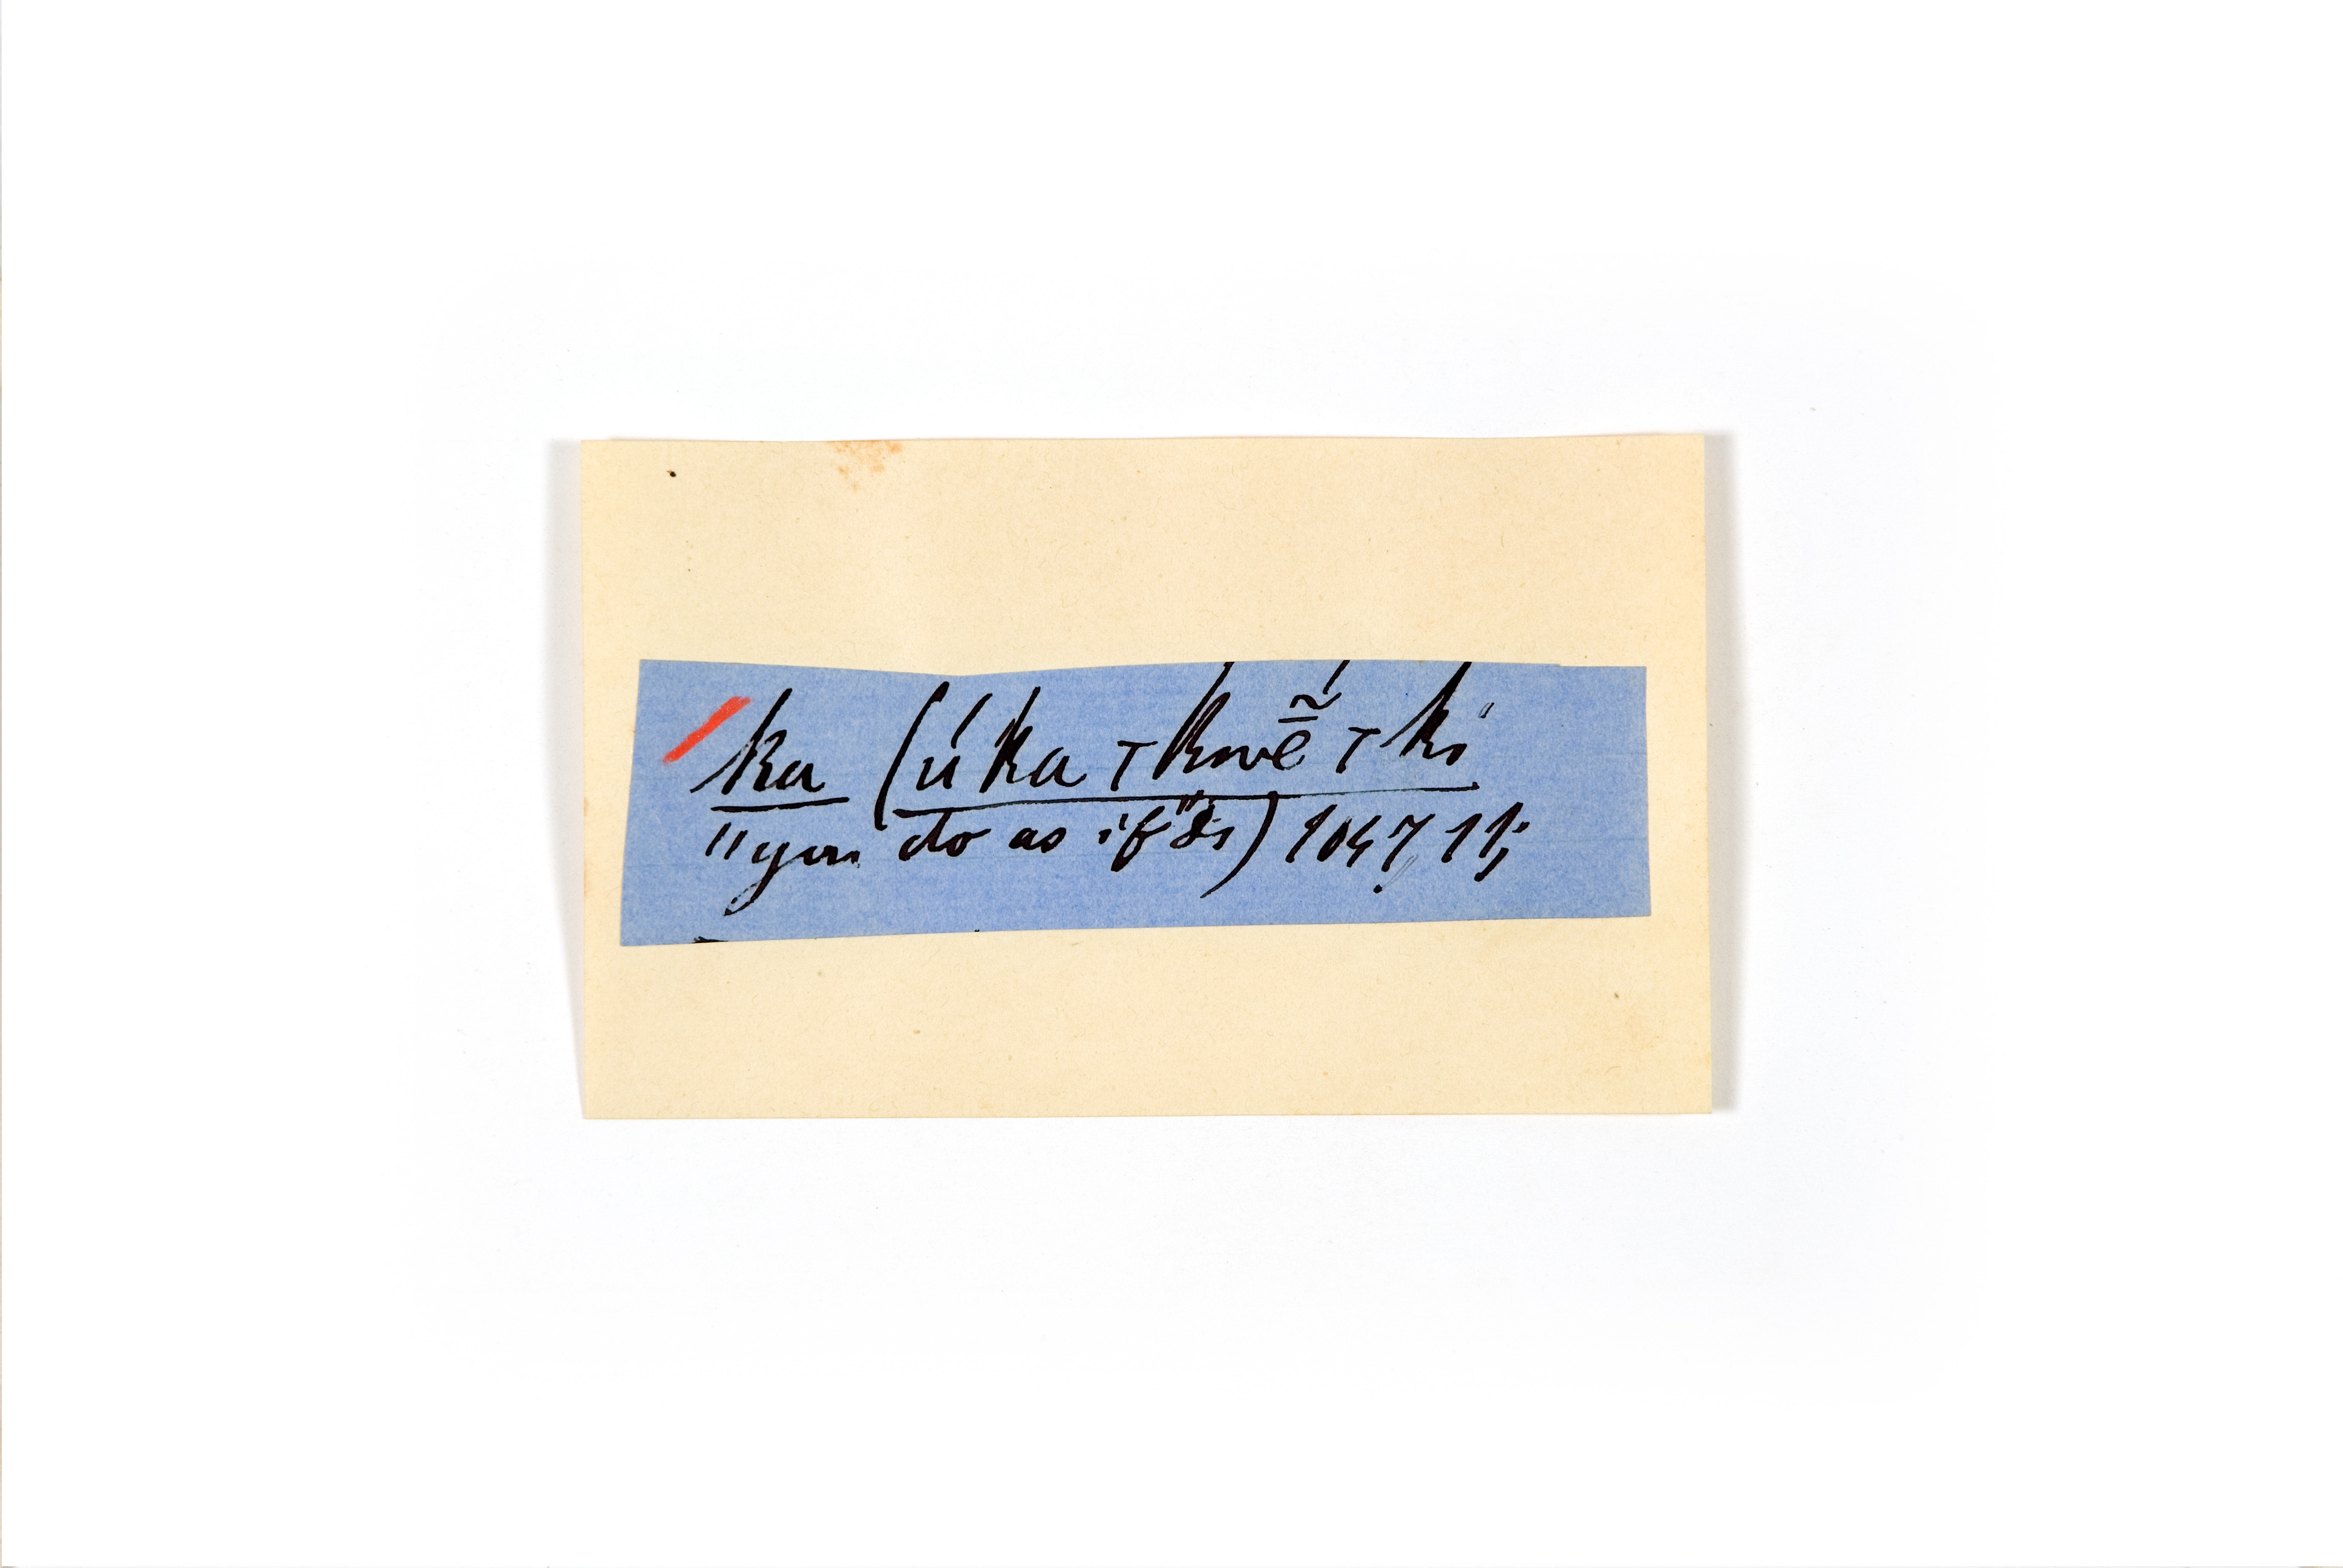 ka (úka ⊤ kwẽ́ ⊤ ki
"you do as if") 1047 11;